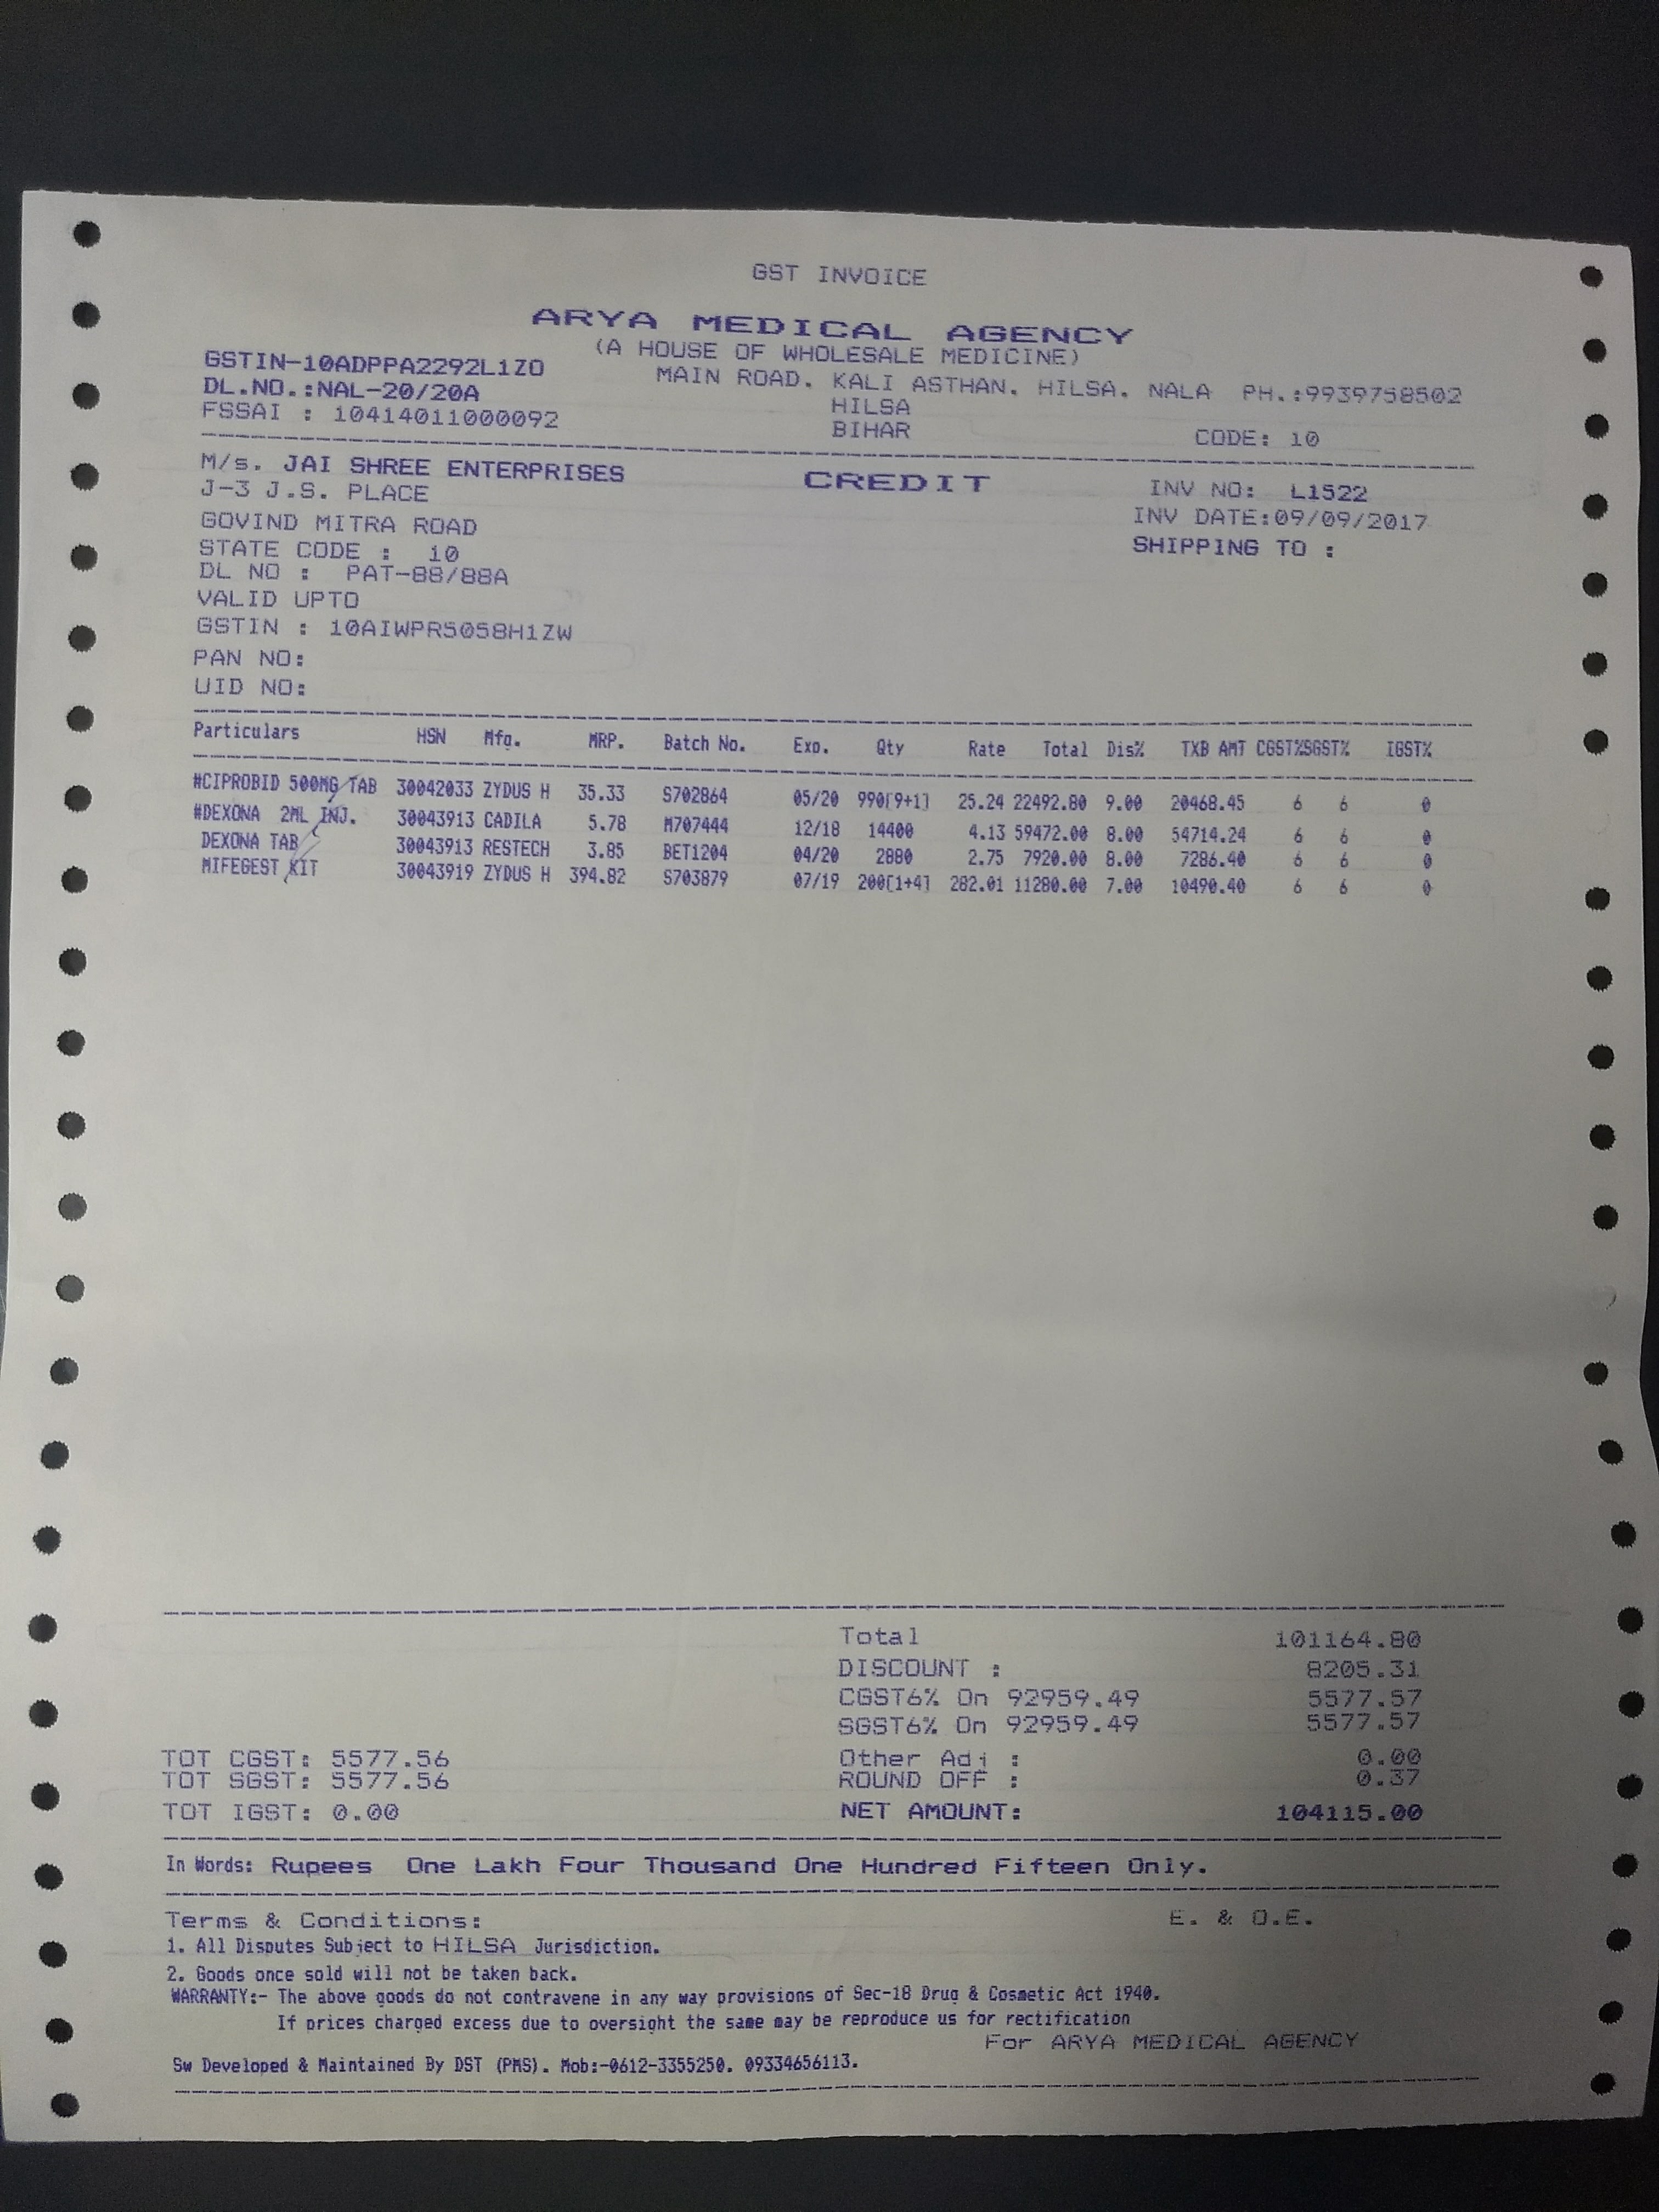 GST INVOICE
ARYA MEDICAL AGENCY
(A HOUSE OF WHOLESALE MEDICINE)
GSTIN-10ADPPA2292L1ZO
MAIN ROAD. KALI ASTHAN. HILSA. NALA PH.:9939758502
DL.NO.:NAL-20/20A
HILSA
FSSAI : 10414011000092
BIHAR CODE: 10
M/s. JAI SHREE ENTERPRISES CREDIT INV NO: L1522
J-3 J.S. PLACE
INV DATE:09/09/2017
GOVIND MITRA ROAD
SHIPPING TO :
STATE CODE : 10
DL NO : PAT-88/88A
VALID UPTO
GSTIN : 10AIWPR5058H1ZW
PAN NO:
UID NO:
Particulars HSN Mfg. MRP. Batch No. Exp. Qty Rate Total Dis% TXB AMT CGST%SGST% IGST%
#CIPROBID 500MG TAB 30042033 ZYDUS H 35.33 S702864 05/20 990[9+1] 25.24 22492.80 9.00 20468.45 6 6 0
#DEXONA 2ML INJ. 30043913 CADILA 5.78 M707444 12/18 14400 4.13 59472.00 8.00 54714.24 6 6 0
DEXONA TAB 30043913 RESTECH 3.85 BET1204 04/20 2880 2.75 7920.00 8.00 7286.40 6 6 0
MIFEGEST KIT 30043919 ZYDUS H 394.82 S703879 07/19 200[1+4] 282.01 11280.00 7.00 10490.40 6 6 0
Total 101164.80
DISCOUNT : 8205.31
CGST6% On 92959.49 5577.57
SGST6% On 92959.49 5577.57
TOT CGST: 5577.56 Other Adj : 0.00
TOT SGST: 5577.56 ROUND OFF : 0.37
TOT IGST: 0.00 NET AMOUNT: 104115.00
In Words: Rupees One Lakh Four Thousand One Hundred Fifteen Only.
Terms & Conditions: E. & O.E.
1. All Disputes Subject to HILSA Jurisdiction.
2. Goods once sold will not be taken back.
WARRANTY:- The above goods do not contravene in any way provisions of Sec-18 Drug & Cosmetic Act 1940.
If prices charged excess due to oversight the same may be reproduce us for rectification
For ARYA MEDICAL AGENCY
Sw Developed & Maintained By DST (PMS). Mob:-0612-3355250. 09334656113.